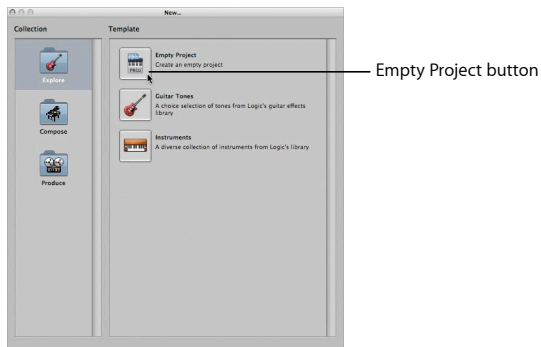 New...
Collection
Template
Explore
Compose
Produce
PROJ
Empty Project
Create an empty project
Guitar Tones
A choice selection of tones from Logic's guitar effects
library
Instruments
A diverse collection of instruments from Logic's library
Empty Project button